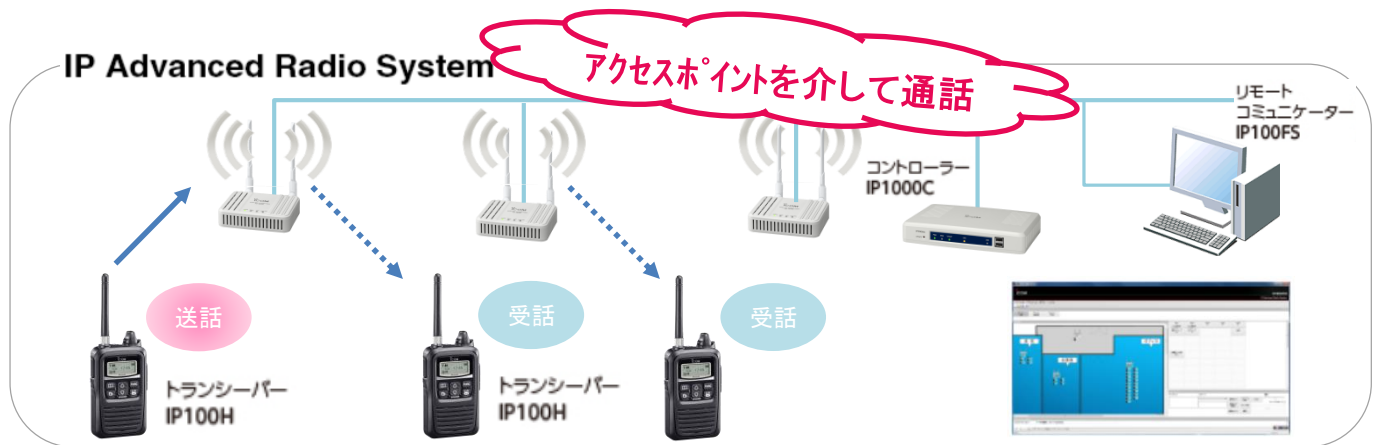 IP Advanced Radio System
アクセスポイントを介して通話
リモート
コミュニケーター
IP100FS
コントローラー
IP1000C
送話
受話
受話
トランシーバー
IP100H
トランシーバー
IP100H